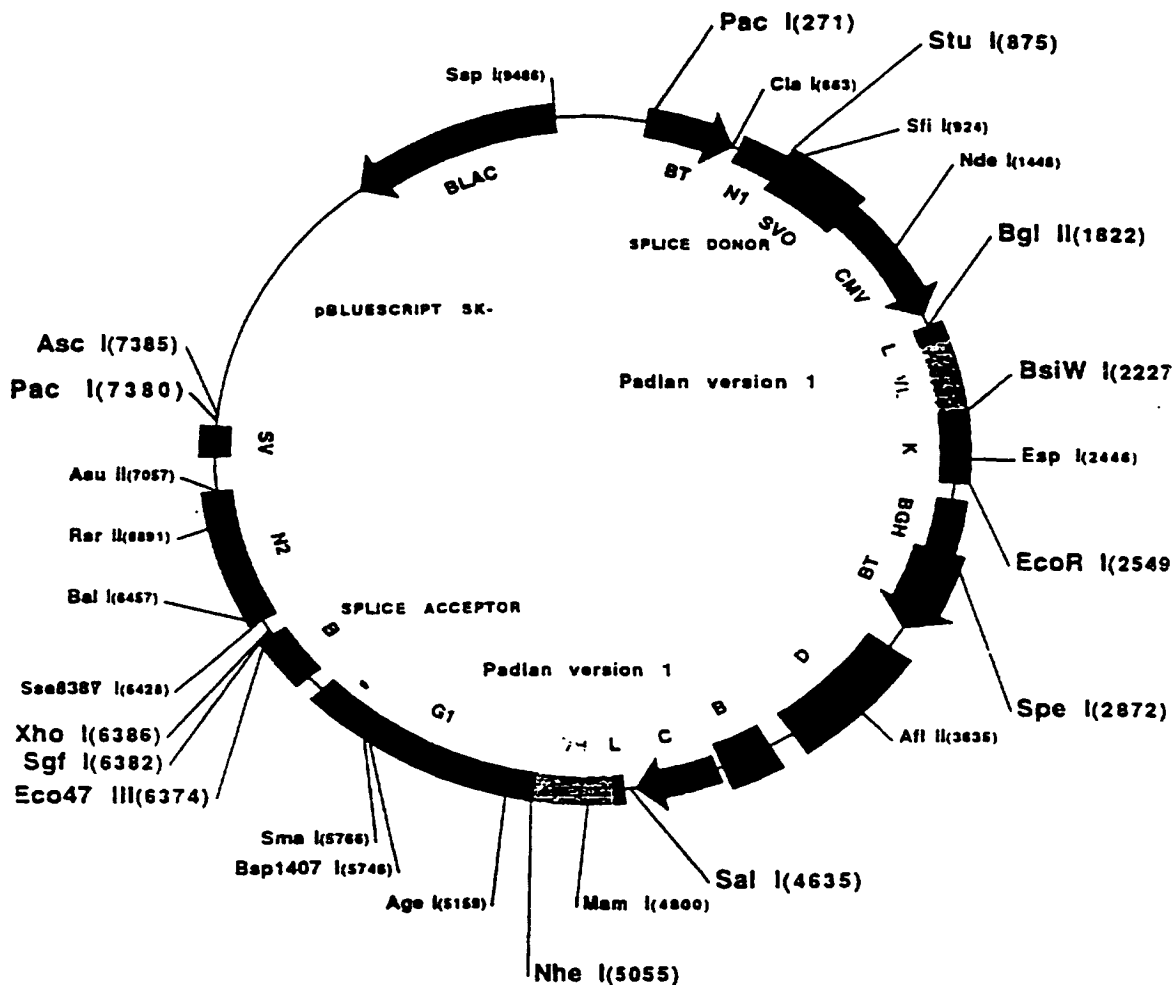 Pac I(271)
Stu I(875)
Ssp I(9486)
Cla I(663)
Sfi I(924)
Nde I(1448)
BLAC
BT
N1
SVO
SPLICE DONOR
Bgl II(1822)
CMV
pBLUESCRIPT SK-
Asc I(7385)
Pac I(7380)
Padlan version 1
L
VL
BsiW I(2227
SV
K
Esp I(2446)
Asu II(7057)
BGH
Rsr II(6891)
N2
EcoR I(2549
BT
Bal I(6457)
SPLICE ACCEPTOR
B
D
Padlan version 1
Sse8387 I(6428)
Spe I(2872)
G1
B
Xho I(6386)
Afl II(3635)
C
Sgf I(6382)
L
Eco47 III(6374)
Sma I(5766)
Bsp1407 I(5746)
Sal I(4635)
Age I(5159)
Mam I(4800)
Nhe I(5055)